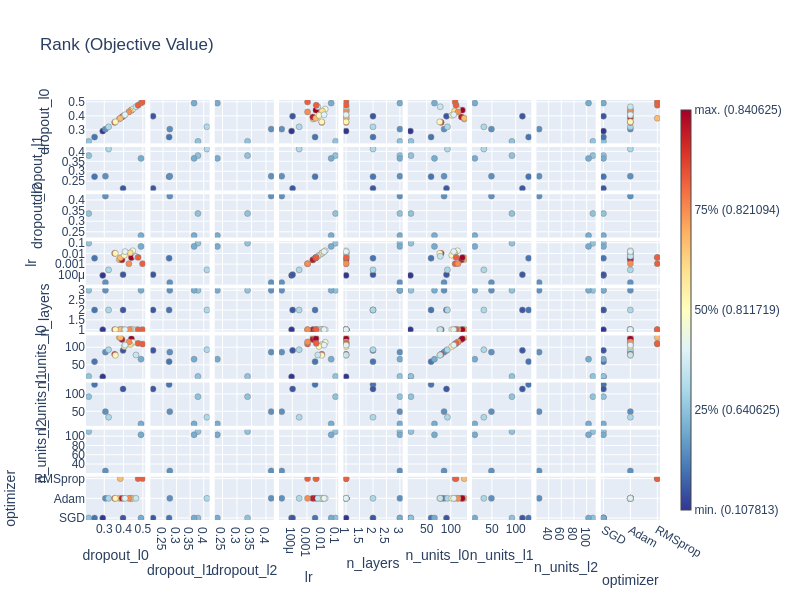 Rank (Objective Value)
dropout_l0
0.5
0.4
0.3
dropout_l1
0.4
0.35
0.3
0.25
dropout_l2
0.4
0.35
0.3
0.25
lr
0.1
0.01
0.001
100μ
n_layers
3
2.5
2
1.5
1
n_units_l0
100
50
n_units_l1
100
50
n_units_l2
100
80
60
40
optimizer
RMSprop
Adam
SGD
0.3 0.4 0.5
0.25 0.3 0.35 0.4
0.25 0.3 0.35 0.4
100μ 0.001 0.01 0.1
1 1.5 2 2.5 3
50 100
50 100
40 60 80 100
SGD Adam RMSprop
dropout_l0
dropout_l1
dropout_l2
lr
n_layers
n_units_l0
n_units_l1
n_units_l2
optimizer
max. (0.840625)
75% (0.821094)
50% (0.811719)
25% (0.640625)
min. (0.107813)